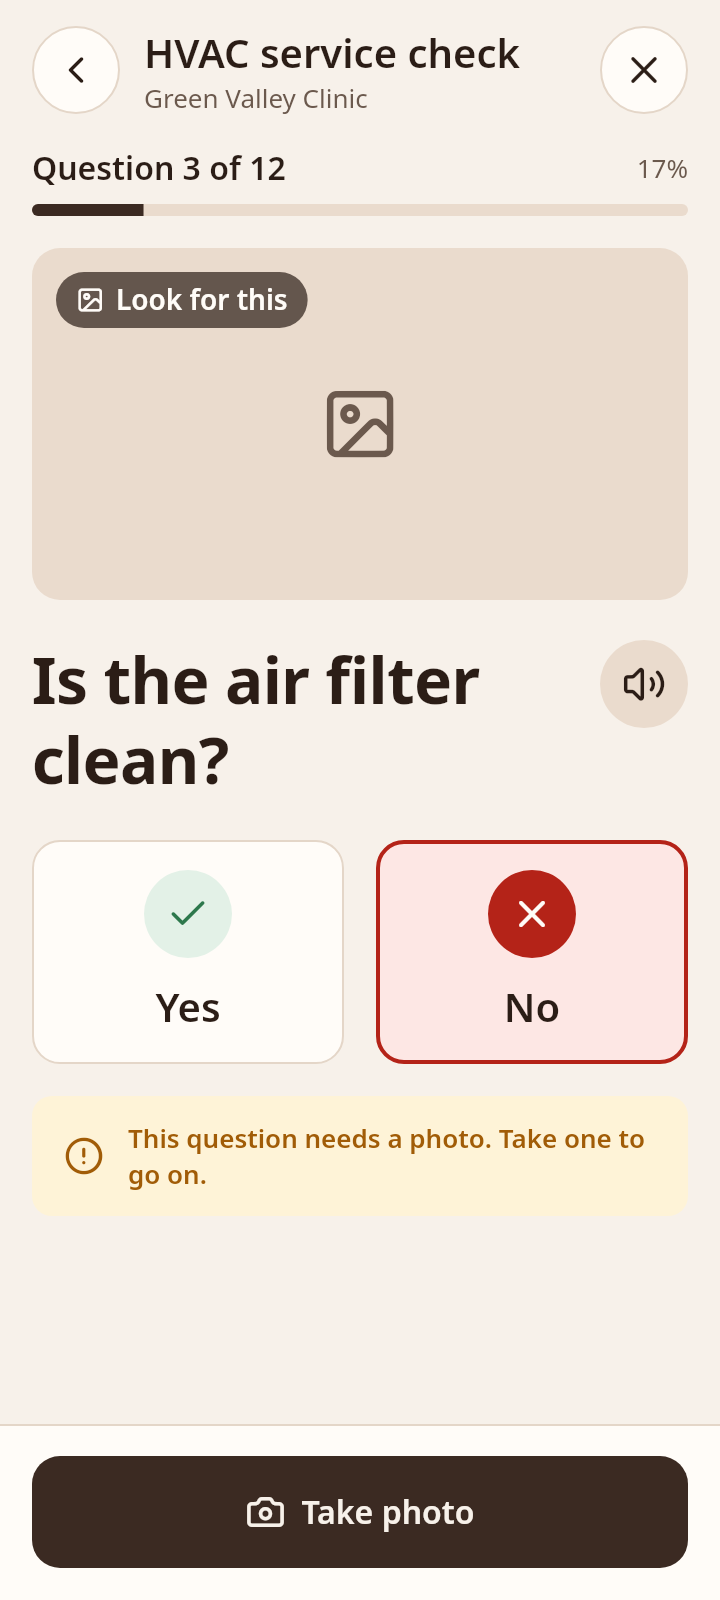 HVAC service check
Green Valley Clinic
Question 3 of 12
17%
Look for this
Is the air filter
clean?
Yes
No
This question needs a photo. Take one to
go on.
Take photo